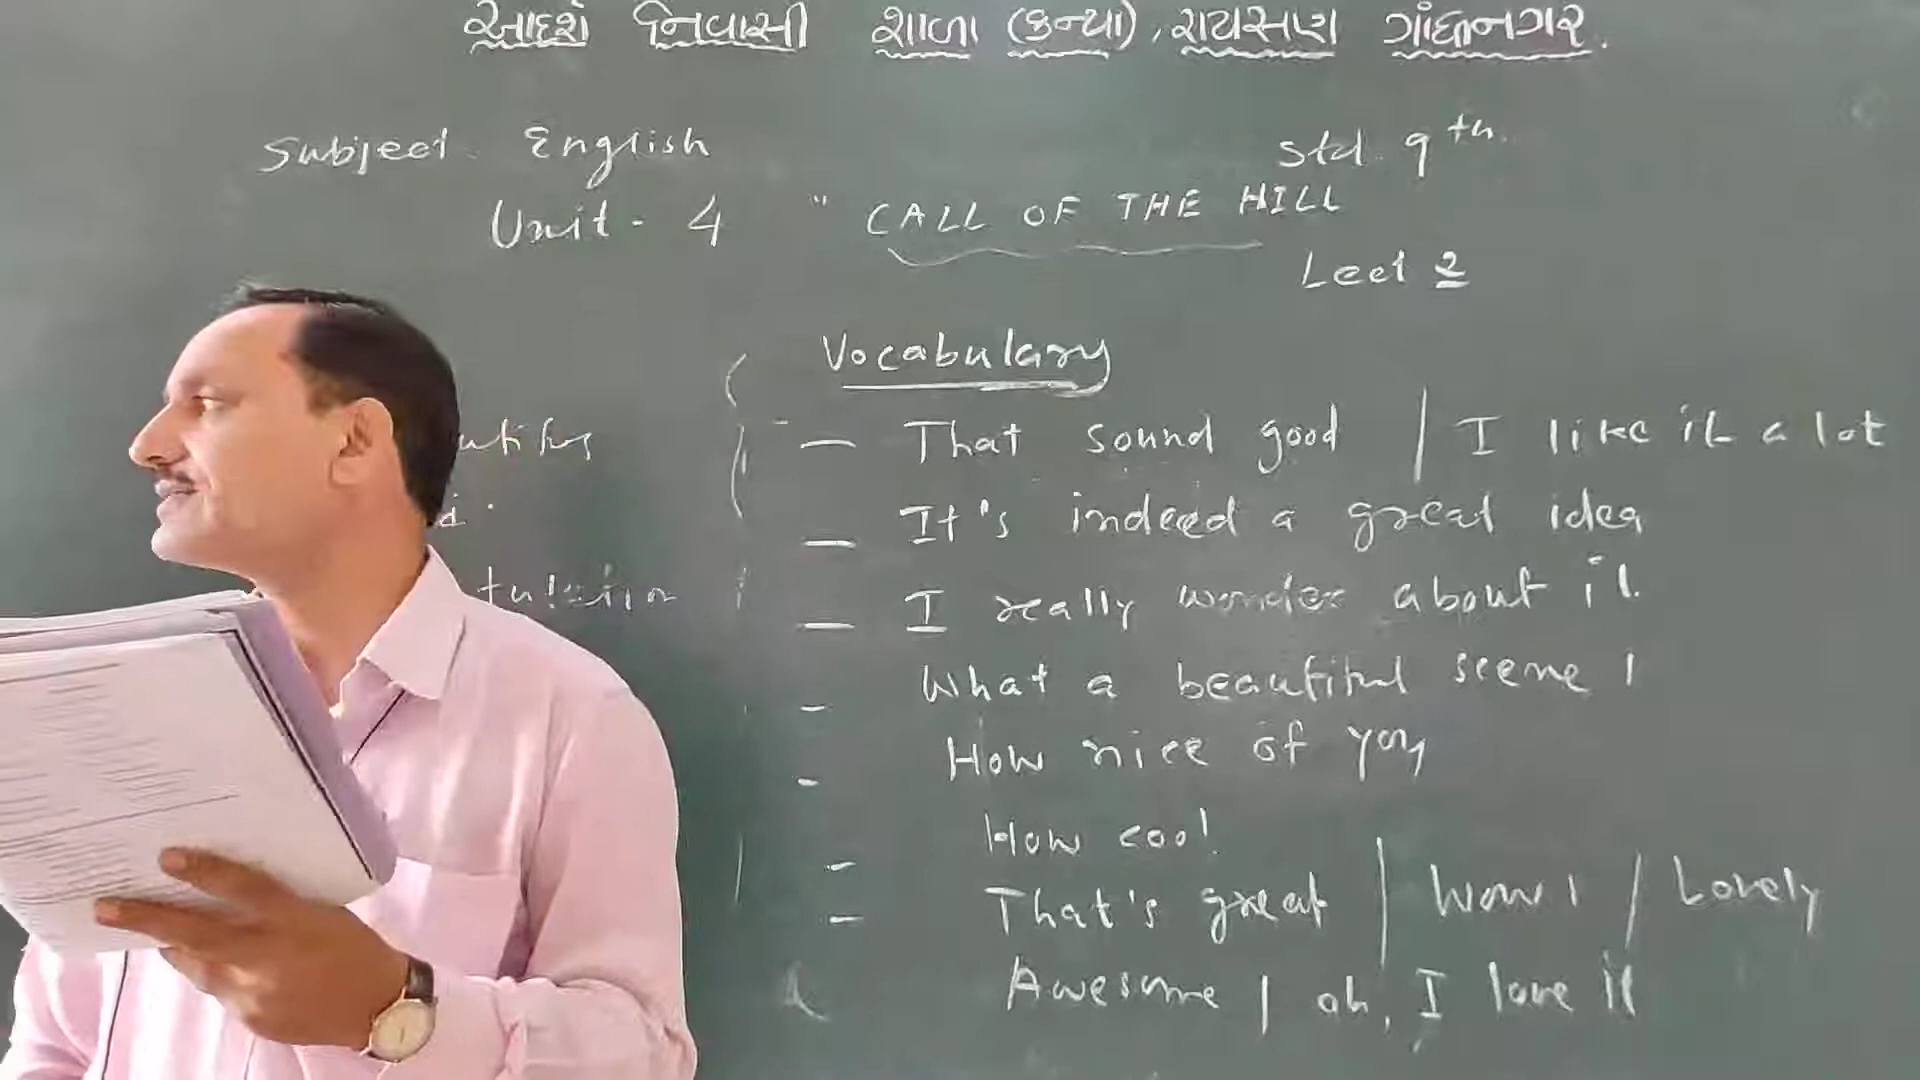 આદર્શ નિવાસી શાળા (કન્યા), રાયસણ ગાંધીનગર.
Subject. English Std. 9th.
Unit- 4 " CALL OF THE HILL
Lect 2
Vocabulary
— That sound good / I like it a lot
— It's indeed a great idea
— I really wonder about it.
- What a beautiful scene !
- How nice of you
- How cool
- That's great / Wow ! / Lovely
Awesome / oh, I love it